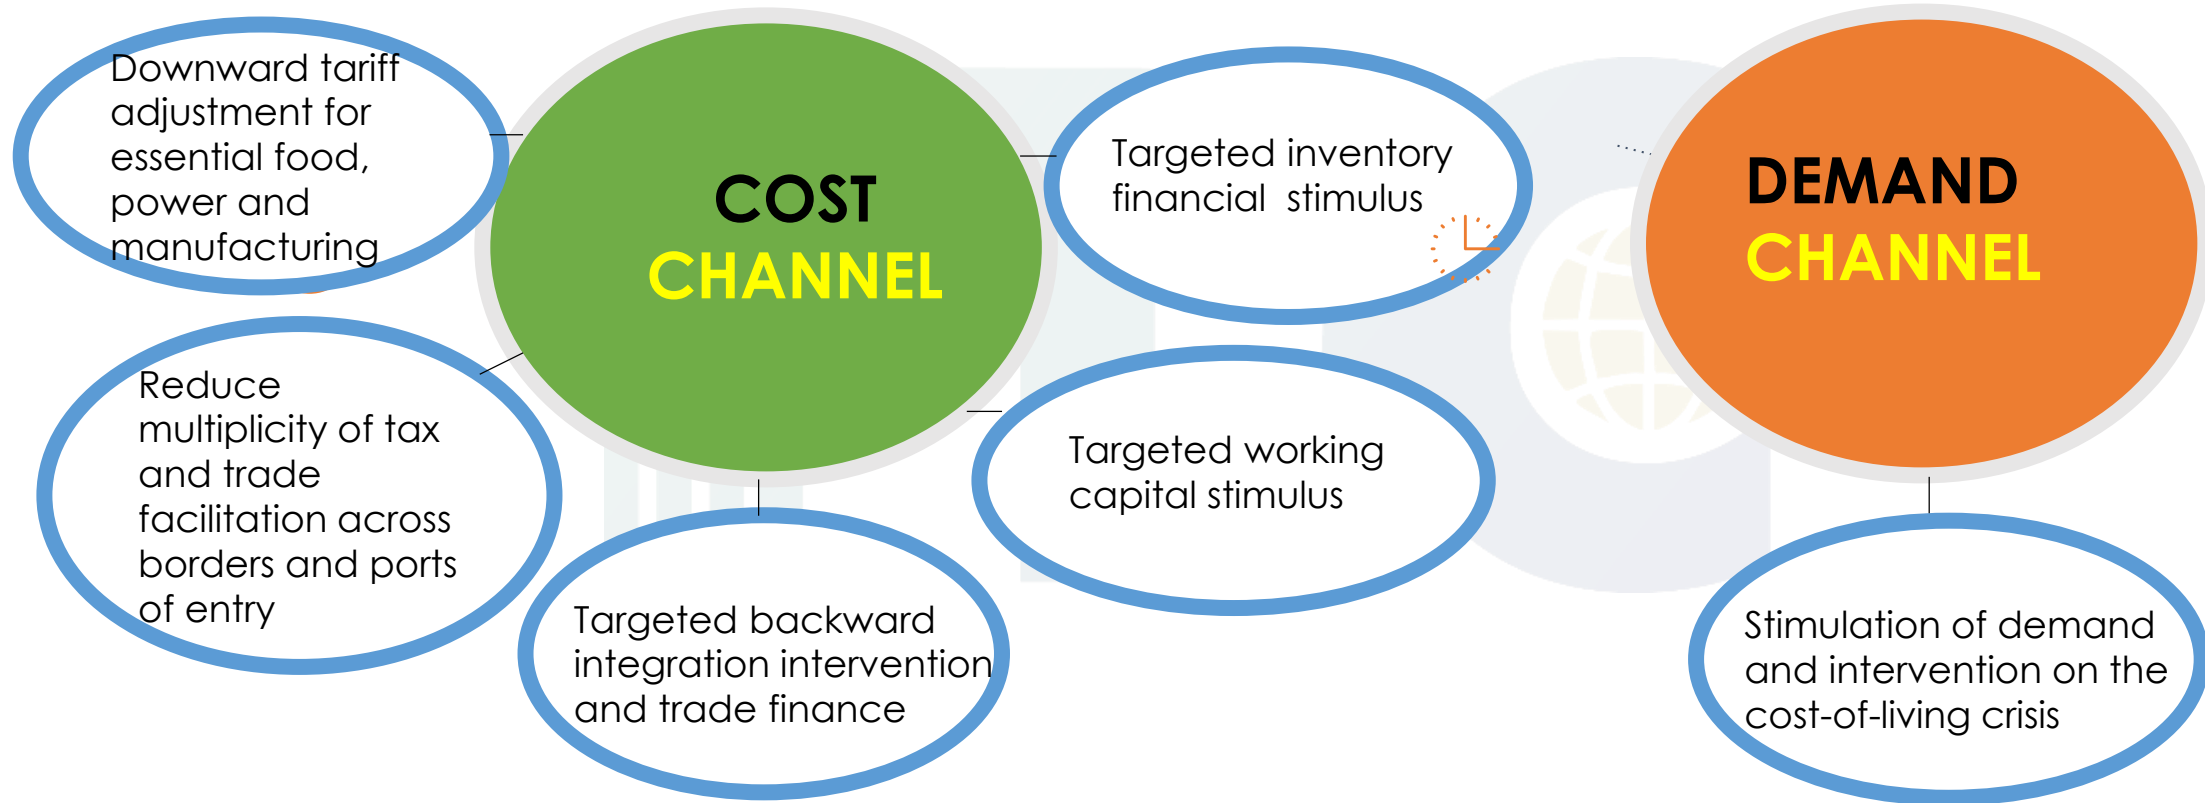 Downward tariff
adjustment for
essential food,
power and
manufacturing
COST
CHANNEL
Targeted inventory
financial stimulus
DEMAND
CHANNEL
Reduce
multiplicity of tax
and trade
facilitation across
borders and ports
of entry
Targeted working
capital stimulus
Targeted backward
integration intervention
and trade finance
Stimulation of demand
and intervention on the
cost-of-living crisis